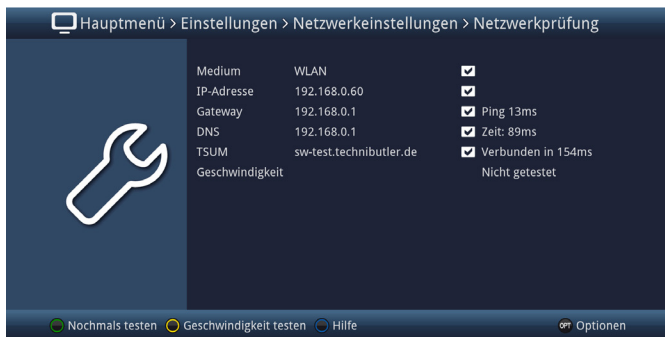 Hauptmenü > Einstellungen > Netzwerkeinstellungen > Netzwerkprüfung
Medium WLAN
IP-Adresse 192.168.0.60
Gateway 192.168.0.1 Ping 13ms
DNS 192.168.0.1 Zeit: 89ms
TSUM sw-test.technibutler.de Verbunden in 154ms
Geschwindigkeit Nicht getestet
Nochmals testen Geschwindigkeit testen Hilfe OPT Optionen